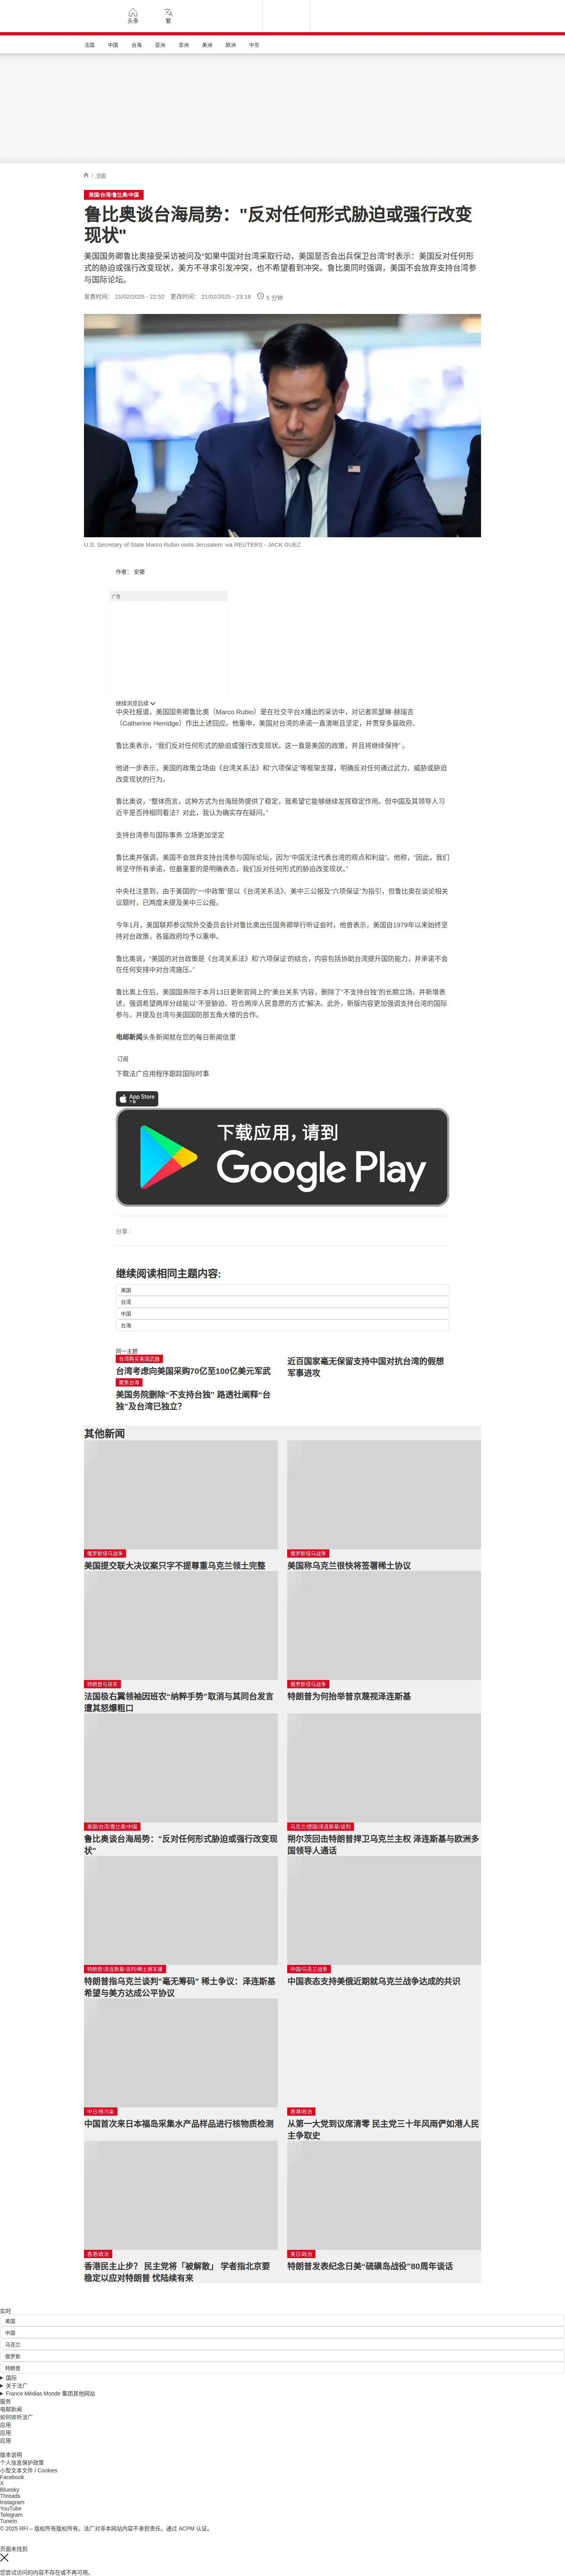 头条
繁
法国
中国
台海
亚洲
非洲
美洲
欧洲
中东
/ 中国
美国/台湾/鲁比奥/中国
鲁比奥谈台海局势："反对任何形式胁迫或强行改变
现状"
美国国务卿鲁比奥接受采访被问及“如果中国对台湾采取行动，美国是否会出兵保卫台湾”时表示：美国反对任何形
式的胁迫或强行改变现状，美方不寻求引发冲突，也不希望看到冲突。鲁比奥同时强调，美国不会放弃支持台湾参
与国际论坛。
发表时间： 21/02/2025 - 22:52 更改时间： 21/02/2025 - 23:18 5 分钟
U.S. Secretary of State Marco Rubio visits Jerusalem via REUTERS - JACK GUEZ
作者： 安娜
广告
继续浏览后续
中央社报道，美国国务卿鲁比奥（Marco Rubio）是在社交平台X播出的采访中，对记者凯瑟琳·赫瑞吉
（Catherine Herridge）作出上述回应。他重申，美国对台湾的承诺一直清晰且坚定，并贯穿多届政府。
鲁比奥表示，“我们反对任何形式的胁迫或强行改变现状。这一直是美国的政策，并且将继续保持” 。
他进一步表示，美国的政策立场由《台湾关系法》和“六项保证”等框架支撑，明确反对任何通过武力、威胁或胁迫
改变现状的行为。
鲁比奥说，“整体而言，这种方式为台海局势提供了稳定，我希望它能够继续发挥稳定作用。但中国及其领导人习
近平是否持相同看法？对此，我认为确实存在疑问。”
支持台湾参与国际事务 立场更加坚定
鲁比奥并强调，美国不会放弃支持台湾参与国际论坛，因为“中国无法代表台湾的观点和利益”。他称，“因此，我们
将坚守所有承诺，但最重要的是明确表态，我们反对任何形式的胁迫改变现状。”
中央社注意到，由于美国的“一中政策”是以《台湾关系法》、美中三公报及“六项保证”为指引，但鲁比奥在谈论相关
议题时，已两度未提及美中三公报。
今年1月，美国联邦参议院外交委员会针对鲁比奥出任国务卿举行听证会时，他曾表示，美国自1979年以来始终坚
持对台政策，各届政府均予以重申。
鲁比奥说，“美国的对台政策是《台湾关系法》和‘六项保证’的结合，内容包括协助台湾提升国防能力，并承诺不会
在任何安排中对台湾施压。”
鲁比奥上任后，美国国务院于本月13日更新官网上的“美台关系”内容，删除了“不支持台独”的长期立场，并新增表
述，强调希望两岸分歧能以“不受胁迫、符合两岸人民意愿的方式”解决。此外，新版内容更加强调支持台湾的国际
参与，并提及台湾与美国国防部五角大楼的合作。
电邮新闻头条新闻就在您的每日新闻信里
订阅
下载法广应用程序跟踪国际时事
App Store
下载
下载应用，请到
Google Play
分享 :
继续阅读相同主题内容:
美国
台湾
中国
台海
同一主题
台湾购买美国武器
台湾考虑向美国采购70亿至100亿美元军武
近百国家毫无保留支持中国对抗台湾的假想
军事进攻
聚焦台海
美国务院删除"不支持台独" 路透社阐释"台
独"及台湾已独立？
其他新闻
俄罗斯侵乌战争
美国提交联大决议案只字不提尊重乌克兰领土完整
俄罗斯侵乌战争
美国称乌克兰很快将签署稀土协议
特朗普与班农
法国极右翼领袖因班农“纳粹手势”取消与其同台发言
遭其怒爆粗口
俄罗斯侵乌战争
特朗普为何抬举普京蔑视泽连斯基
美国/台湾/鲁比奥/中国
鲁比奥谈台海局势："反对任何形式胁迫或强行改变现
状"
乌克兰/德国/泽连斯基/谈判
朔尔茨回击特朗普捍卫乌克兰主权 泽连斯基与欧洲多
国领导人通话
特朗普/泽连斯基/谈判/稀土换军援
特朗普指乌克兰谈判"毫无筹码" 稀土争议：泽连斯基
希望与美方达成公平协议
中国/乌克兰战争
中国表态支持美俄近期就乌克兰战争达成的共识
中日/核污染
中国首次来日本福岛采集水产品样品进行核物质检测
香港/政治
从第一大党到议席清零 民主党三十年风雨俨如港人民
主争取史
香港/政治
香港民主止步？ 民主党将「被解散」 学者指北京要
稳定以应对特朗普 忧陆续有来
美日/政治
特朗普发表纪念日美“硫磺岛战役”80周年谈话
实时
美国
中国
乌克兰
俄罗斯
特朗普
国际
关于法广
France Médias Monde 集团其他网站
服务
电邮新闻
如何收听法广
应用
应用
应用
版本说明
个人信息保护政策
小型文本文件 / Cookies
Facebook
X
Bluesky
Threads
Instagram
YouTube
Telegram
TuneIn
© 2025 RFI – 版权所有版权所有。法广对非本网站内容不承担责任。通过 ACPM 认证。
页面未找到
您尝试访问的内容不存在或不再可用。